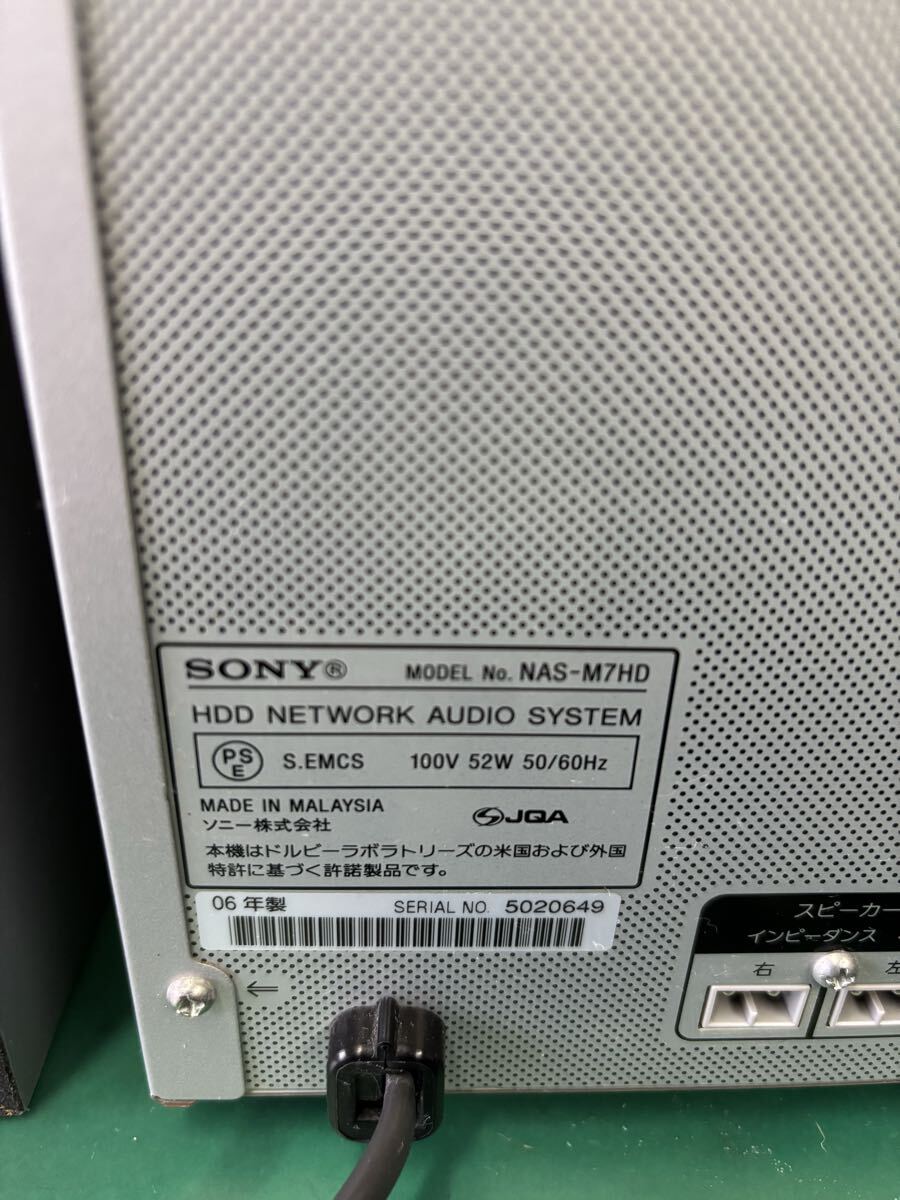 SONY® MODEL No. NAS-M7HD
HDD NETWORK AUDIO SYSTEM
PSE S.EMCS 100V 52W 50/60Hz
MADE IN MALAYSIA
ソニー株式会社 JQA
本機はドルビーラボラトリーズの米国および外国
特許に基づく許諾製品です。
06年製 SERIAL NO. 5020649
スピーカー
インピーダンス
右 左
←